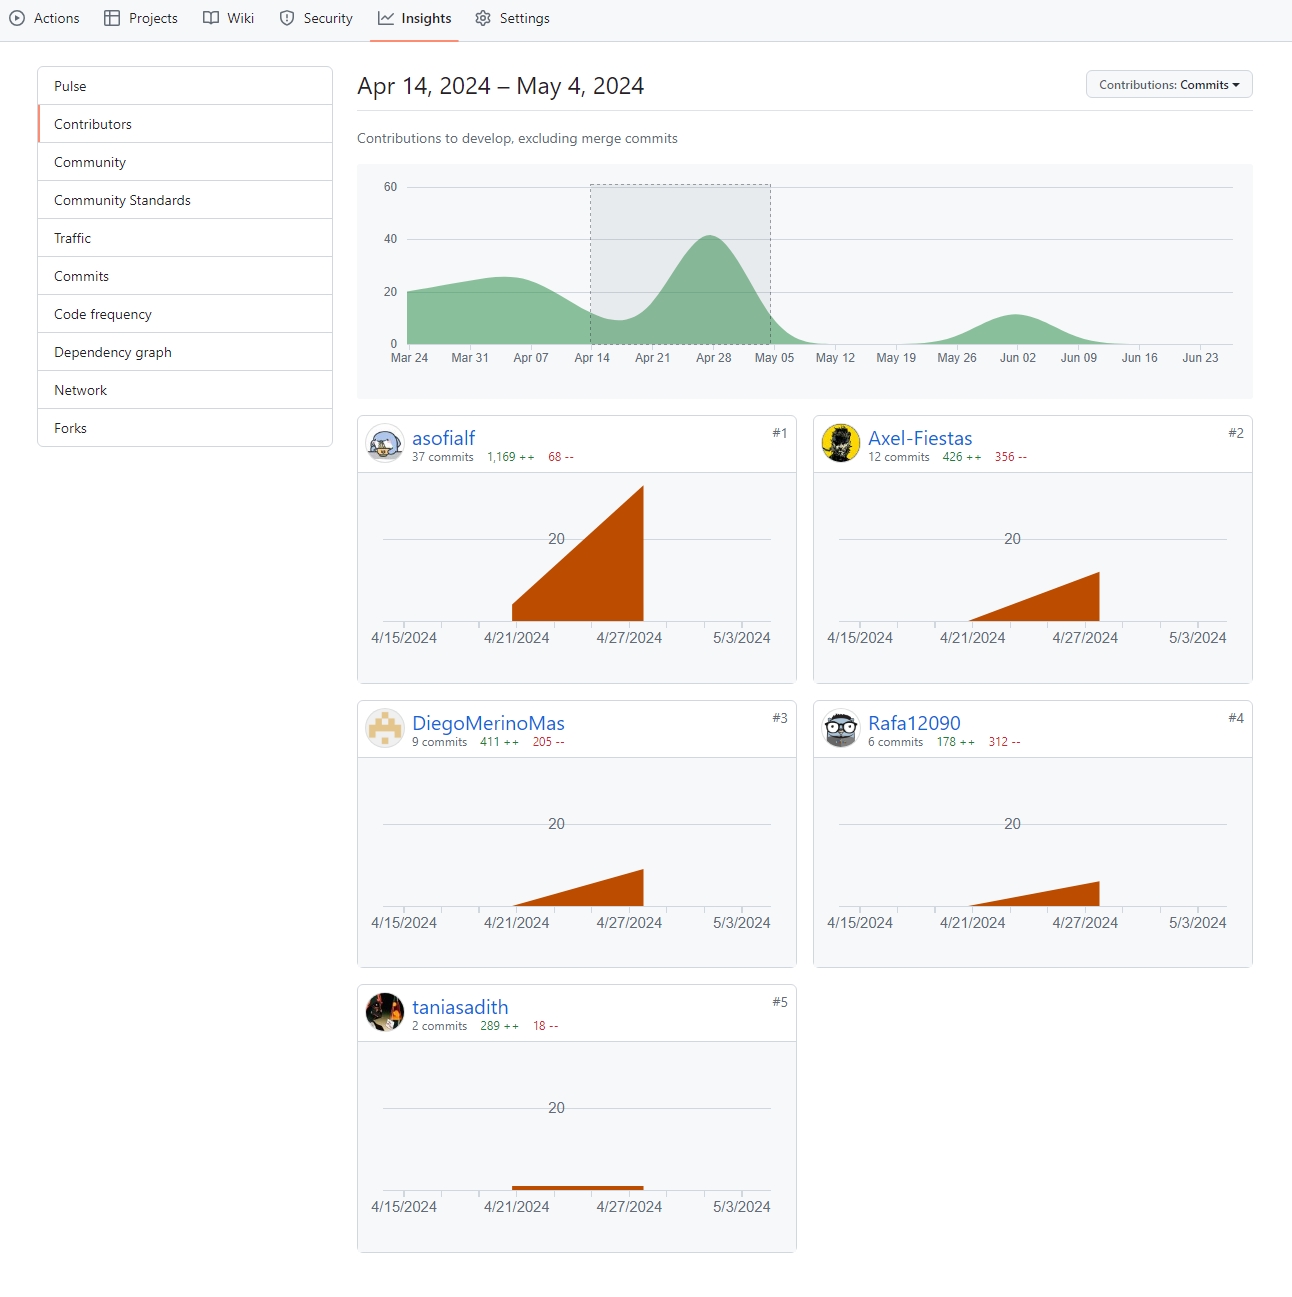 Actions Projects Wiki Security Insights Settings
Pulse
Contributors
Community
Community Standards
Traffic
Commits
Code frequency
Dependency graph
Network
Forks
Apr 14, 2024 – May 4, 2024
Contributions: Commits
Contributions to develop, excluding merge commits
60
40
20
0
Mar 24 Mar 31 Apr 07 Apr 14 Apr 21 Apr 28 May 05 May 12 May 19 May 26 Jun 02 Jun 09 Jun 16 Jun 23
asofialf #1
37 commits 1,169 ++ 68 --
20
4/15/2024 4/21/2024 4/27/2024 5/3/2024
Axel-Fiestas #2
12 commits 426 ++ 356 --
20
4/15/2024 4/21/2024 4/27/2024 5/3/2024
DiegoMerinoMas #3
9 commits 411 ++ 205 --
20
4/15/2024 4/21/2024 4/27/2024 5/3/2024
Rafa12090 #4
6 commits 178 ++ 312 --
20
4/15/2024 4/21/2024 4/27/2024 5/3/2024
taniasadith #5
2 commits 289 ++ 18 --
20
4/15/2024 4/21/2024 4/27/2024 5/3/2024